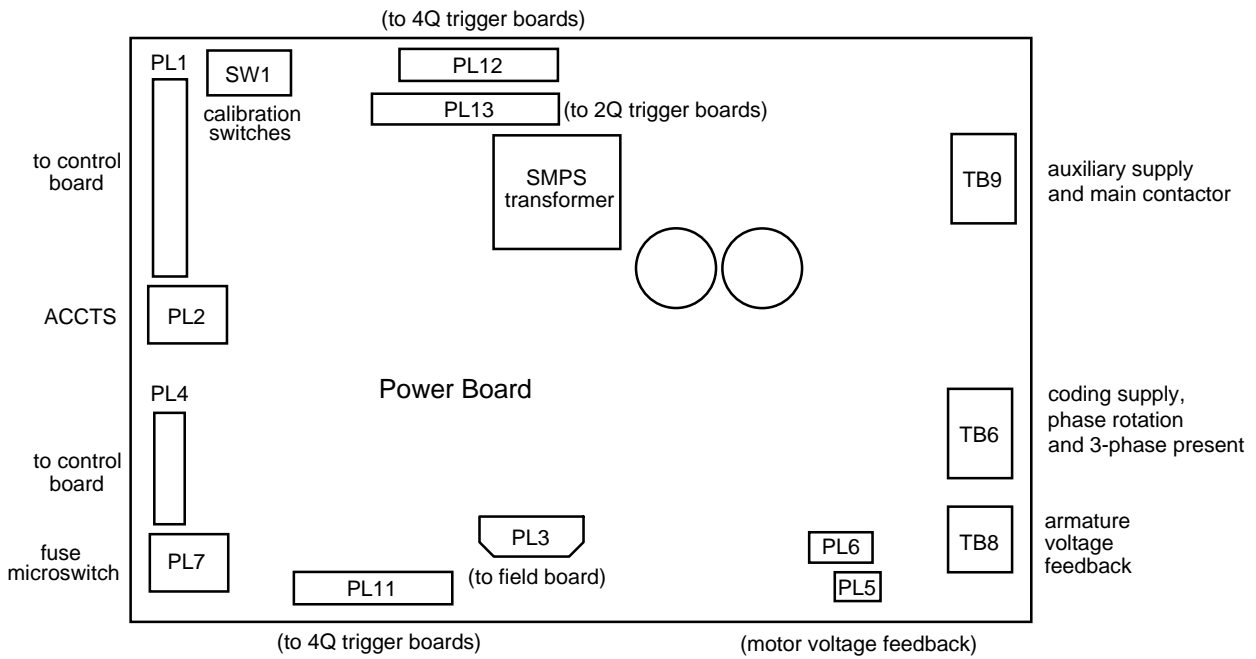 (to 4Q trigger boards)
PL1
SW1
PL12
calibration
switches
PL13
(to 2Q trigger boards)
to control
board
SMPS
transformer
TB9
auxiliary supply
and main contactor
ACCTS
PL2
PL4
Power Board
coding supply,
phase rotation
and 3-phase present
TB6
to control
board
fuse
microswitch
PL7
PL3
(to field board)
PL11
PL6
PL5
TB8
armature
voltage
feedback
(to 4Q trigger boards)
(motor voltage feedback)